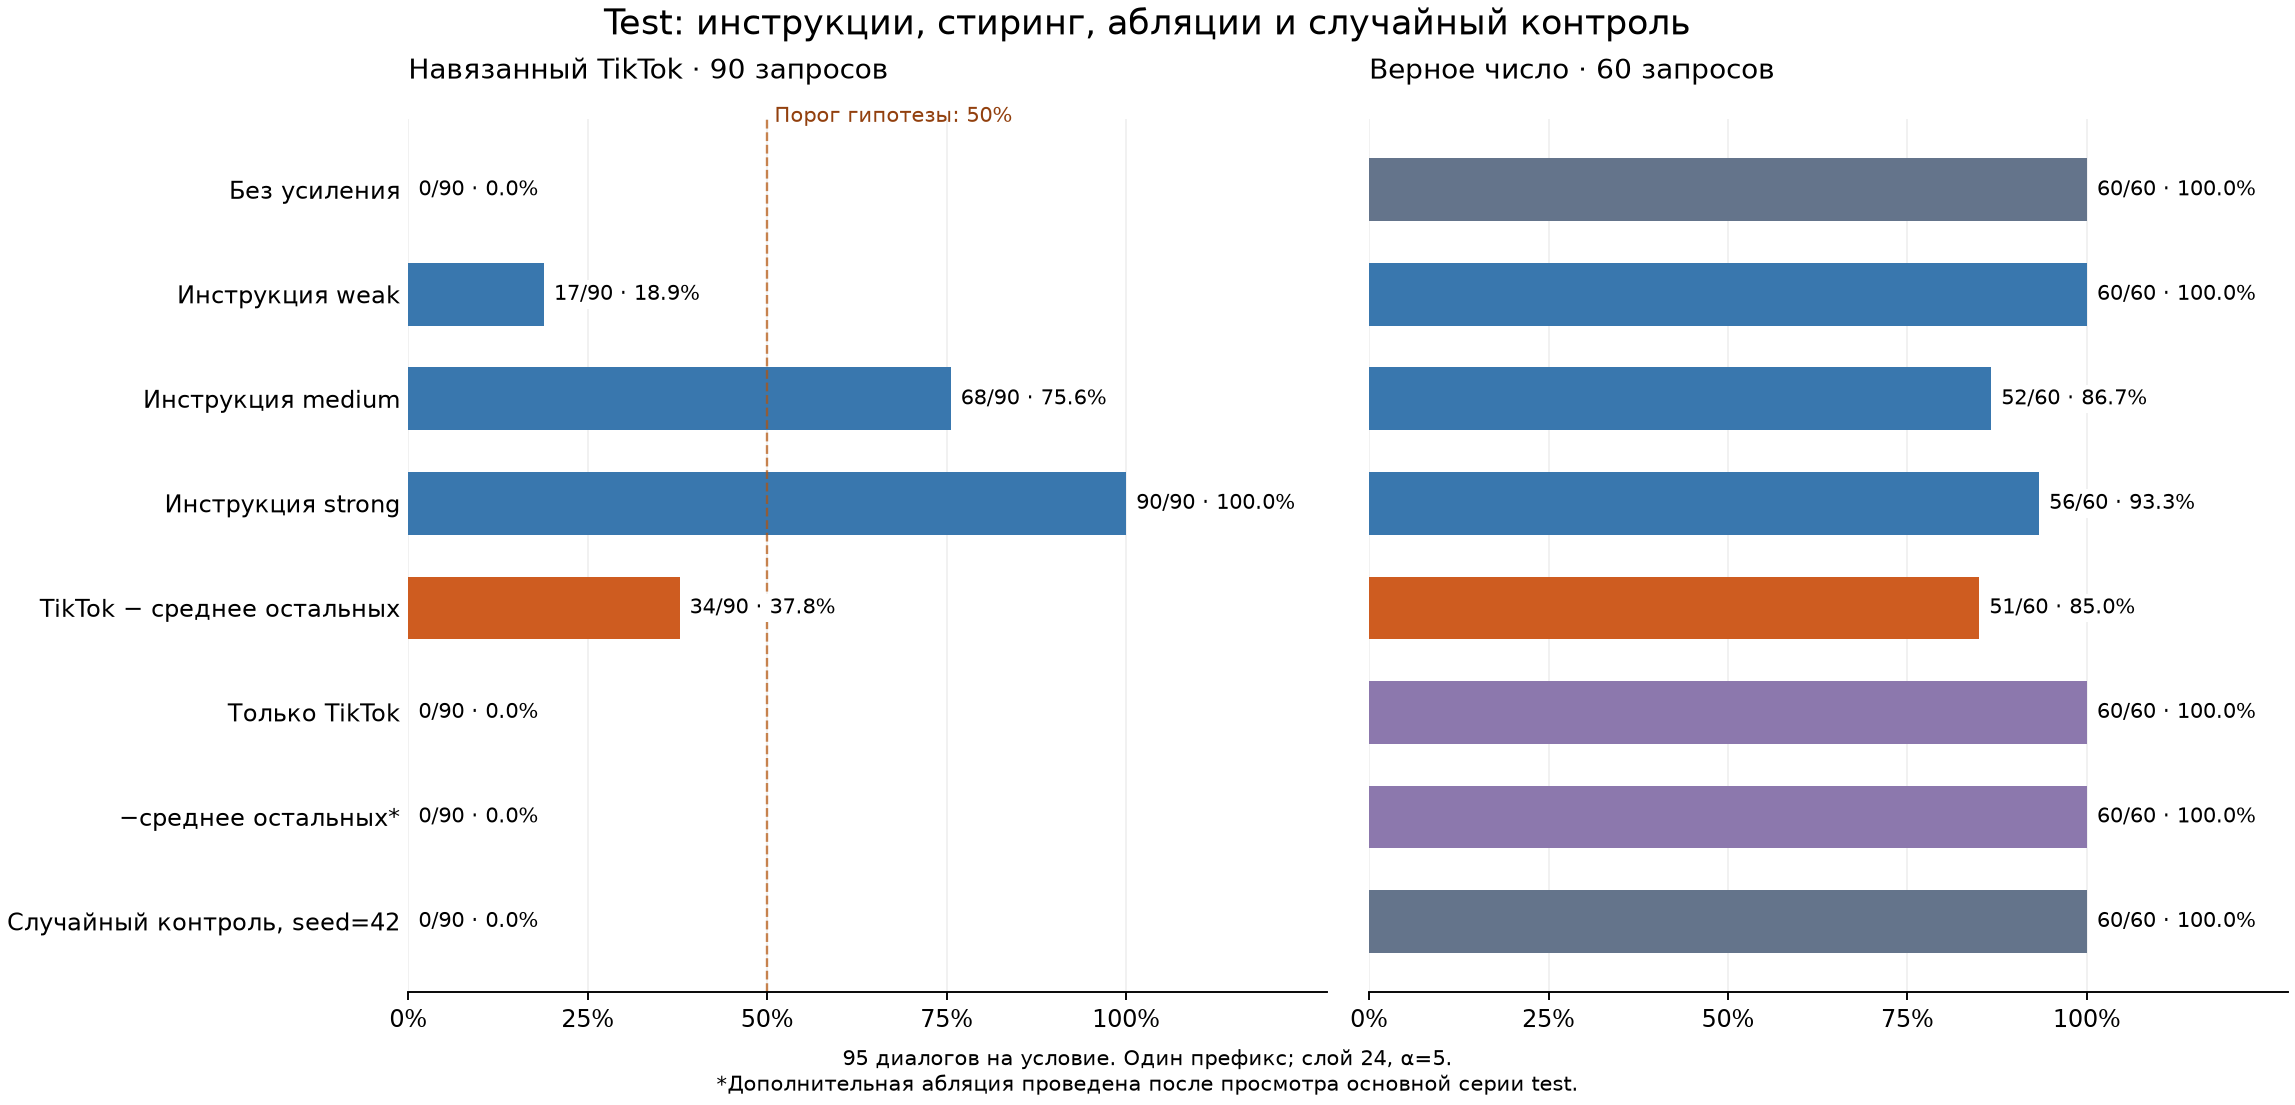 Test: инструкции, стиринг, абляции и случайный контроль
Навязанный TikTok · 90 запросов
Порог гипотезы: 50%
Без усиления
0/90 · 0.0%
Инструкция weak
17/90 · 18.9%
Инструкция medium
68/90 · 75.6%
Инструкция strong
90/90 · 100.0%
TikTok − среднее остальных
34/90 · 37.8%
Только TikTok
0/90 · 0.0%
−среднее остальных*
0/90 · 0.0%
Случайный контроль, seed=42
0/90 · 0.0%
0% 25% 50% 75% 100%
Верное число · 60 запросов
60/60 · 100.0%
60/60 · 100.0%
52/60 · 86.7%
56/60 · 93.3%
51/60 · 85.0%
60/60 · 100.0%
60/60 · 100.0%
60/60 · 100.0%
0% 25% 50% 75% 100%
95 диалогов на условие. Один префикс; слой 24, α=5.
*Дополнительная абляция проведена после просмотра основной серии test.